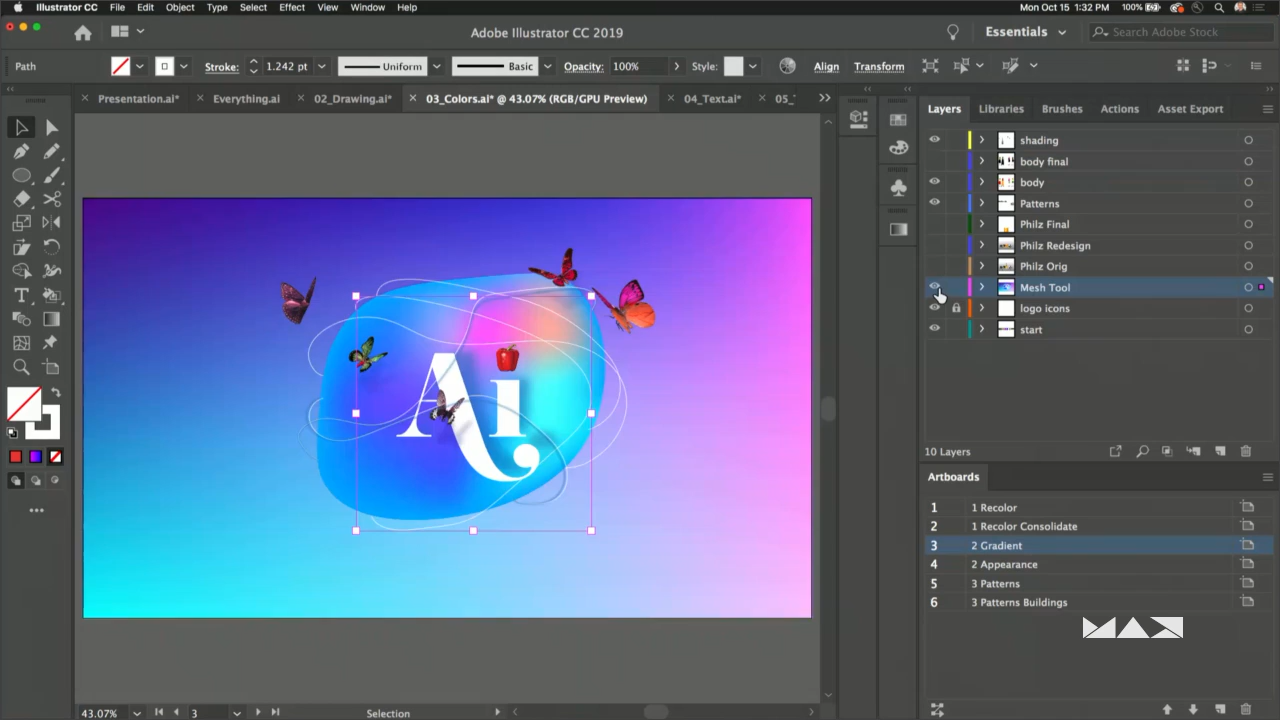 Illustrator CC File Edit Object Type Select Effect View Window Help 100% Mon Oct 15 1:32 PM
Adobe Illustrator CC 2019 Essentials Search Adobe Stock
Path Stroke: 1.242 pt Uniform Basic Opacity: 100% Style: Align Transform
Presentation.ai* Everything.ai 02_Drawing.ai* 03_Colors.ai* @ 43.07% (RGB/GPU Preview) 04_Text.ai* 05_
Layers Libraries Brushes Actions Asset Export
shading
body final
body
Patterns
Philz Final
Philz Redesign
Philz Orig
Mesh Tool
logo icons
start
Ai
10 Layers
Artboards
1 1 Recolor
2 1 Recolor Consolidate
3 2 Gradient
4 2 Appearance
5 3 Patterns
6 3 Patterns Buildings
MAX
43.07% 3 Selection